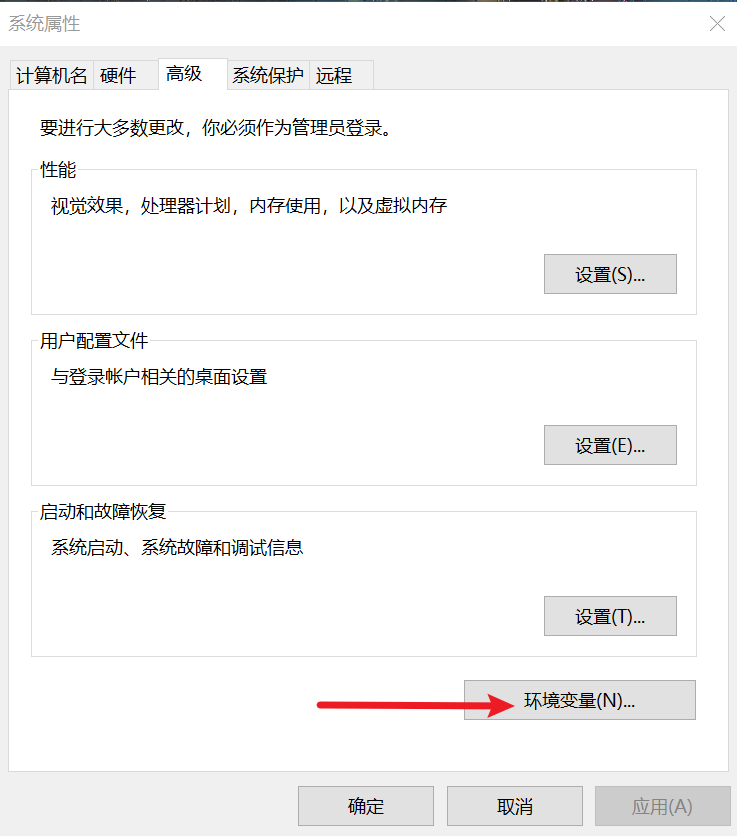 系统属性
计算机名 硬件 高级 系统保护 远程
要进行大多数更改，你必须作为管理员登录。
性能
视觉效果，处理器计划，内存使用，以及虚拟内存
设置(S)...
用户配置文件
与登录帐户相关的桌面设置
设置(E)...
启动和故障恢复
系统启动、系统故障和调试信息
设置(T)...
环境变量(N)...
确定 取消 应用(A)